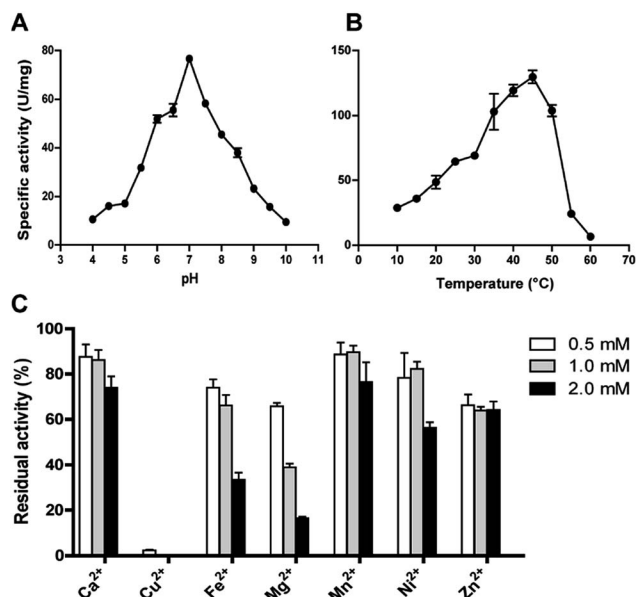 A
B
80
60
40
20
0
Specific activity (U/mg)
3 4 5 6 7 8 9 10 11
pH
150
100
50
0
0 10 20 30 40 50 60 70
Temperature (°C)
C
100
80
60
40
20
0
Residual activity (%)
0.5 mM
1.0 mM
2.0 mM
Ca²⁺ Cu²⁺ Fe²⁺ Mg²⁺ Mn²⁺ Ni²⁺ Zn²⁺